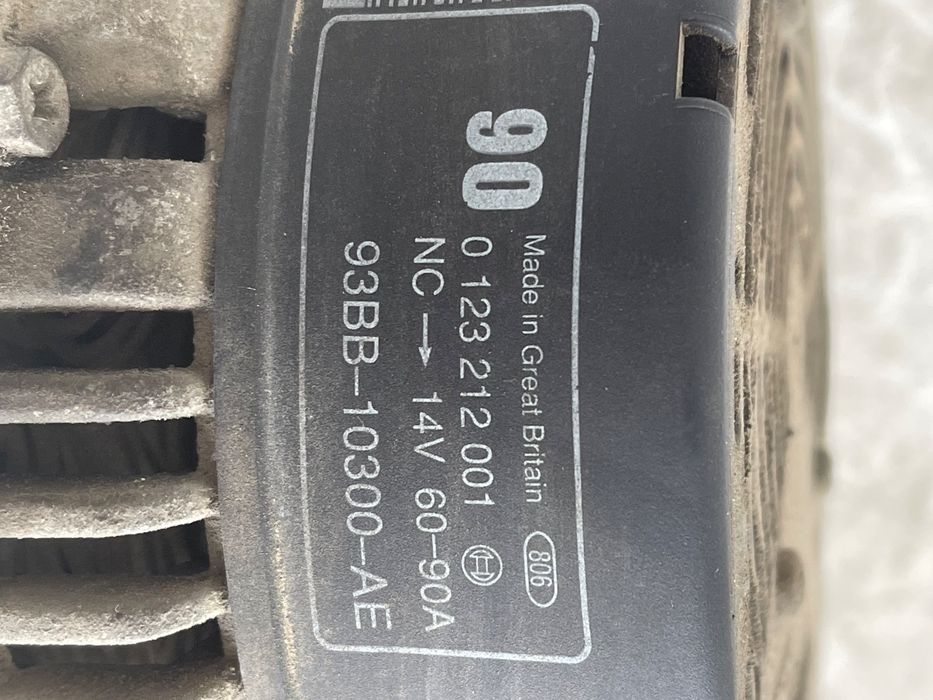 90
Made in Great Britain 806
0 123 212 001
NC → 14V 60-90A
93BB-10300-AE